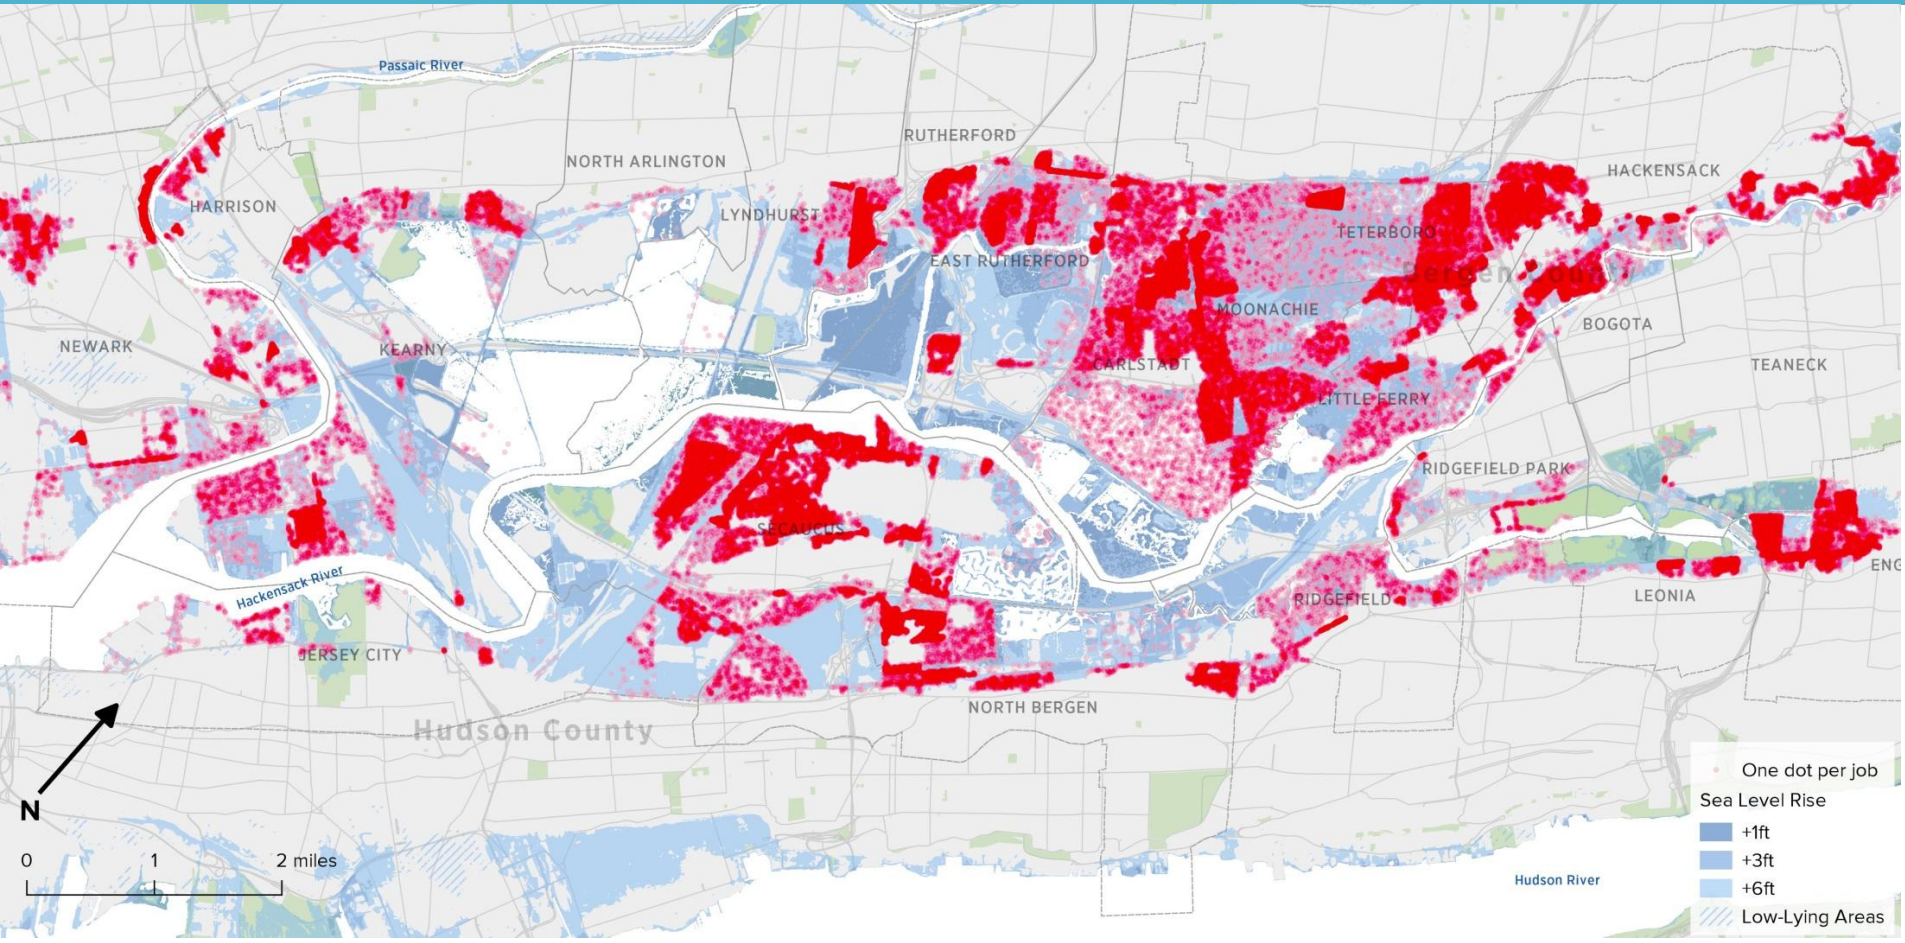 Passaic River
RUTHERFORD
NORTH ARLINGTON
HACKENSACK
HARRISON
LYNDHURST
TETERBORO
EAST RUTHERFORD
Bergen County
MOONACHIE
BOGOTA
NEWARK
KEARNY
CARLSTADT
TEANECK
LITTLE FERRY
RIDGEFIELD PARK
SECAUCUS
ENG
Hackensack River
RIDGEFIELD
LEONIA
JERSEY CITY
NORTH BERGEN
Hudson County
N
0 1 2 miles
Hudson River
One dot per job
Sea Level Rise
+1ft
+3ft
+6ft
Low-Lying Areas